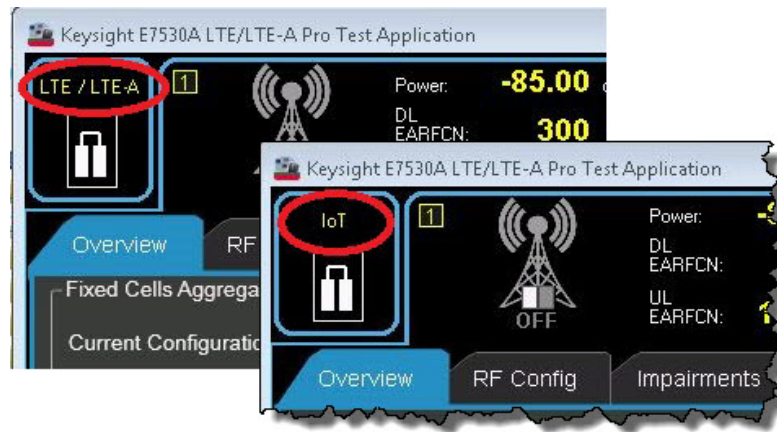 Keysight E7530A LTE/LTE-A Pro Test Application
LTE / LTE-A
1
Power: -85.00
DL
EARFCN: 300
Overview RF
Fixed Cells
Current
Keysight E7530A LTE/LTE-A Pro Test Application
IoT
1
Power:
DL
EARFCN:
UL
EARFCN:
OFF
Overview RF Config Impairments